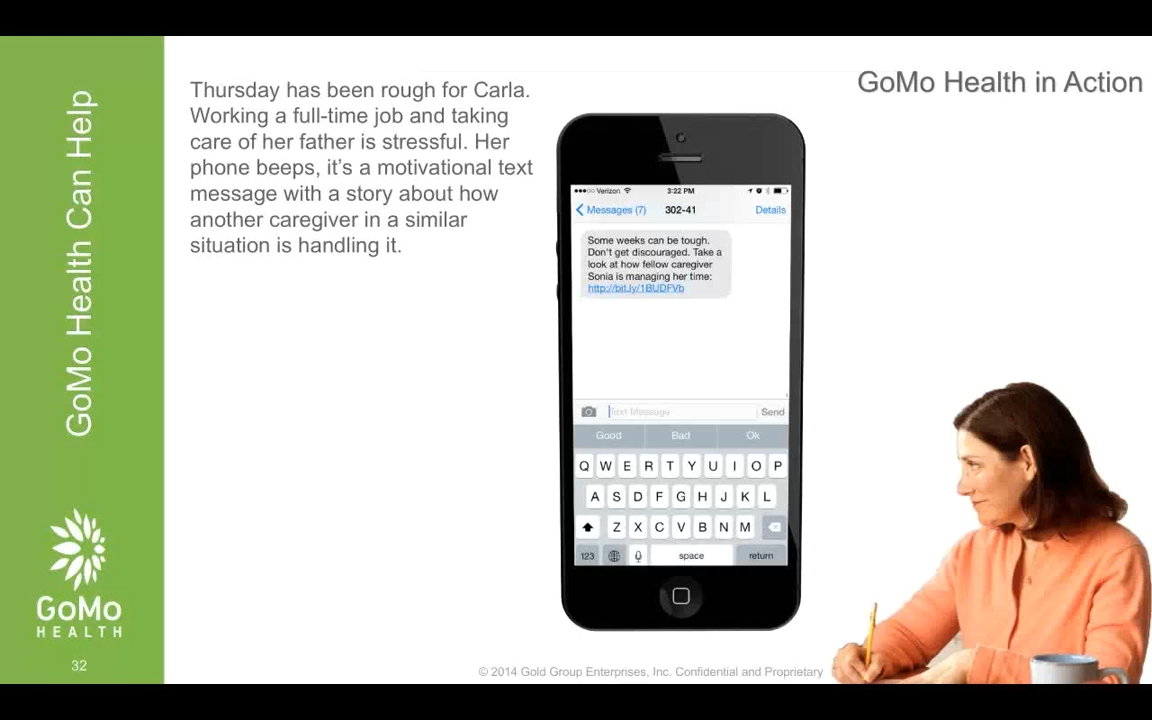 GoMo Health Can Help
GoMo
HEALTH
32
GoMo Health in Action
Thursday has been rough for Carla.
Working a full-time job and taking
care of her father is stressful. Her
phone beeps, it's a motivational text
message with a story about how
another caregiver in a similar
situation is handling it.
Verizon 3:22 PM
Messages (7) 302-41 Details
Some weeks can be tough.
Don't get discouraged. Take a
look at how fellow caregiver
Sonia is managing her time:
http://bit.ly/1BUDFVb
Text Message Send
Good Bad Ok
Q W E R T Y U I O P
A S D F G H J K L
Z X C V B N M
123 space return
© 2014 Gold Group Enterprises, Inc. Confidential and Proprietary